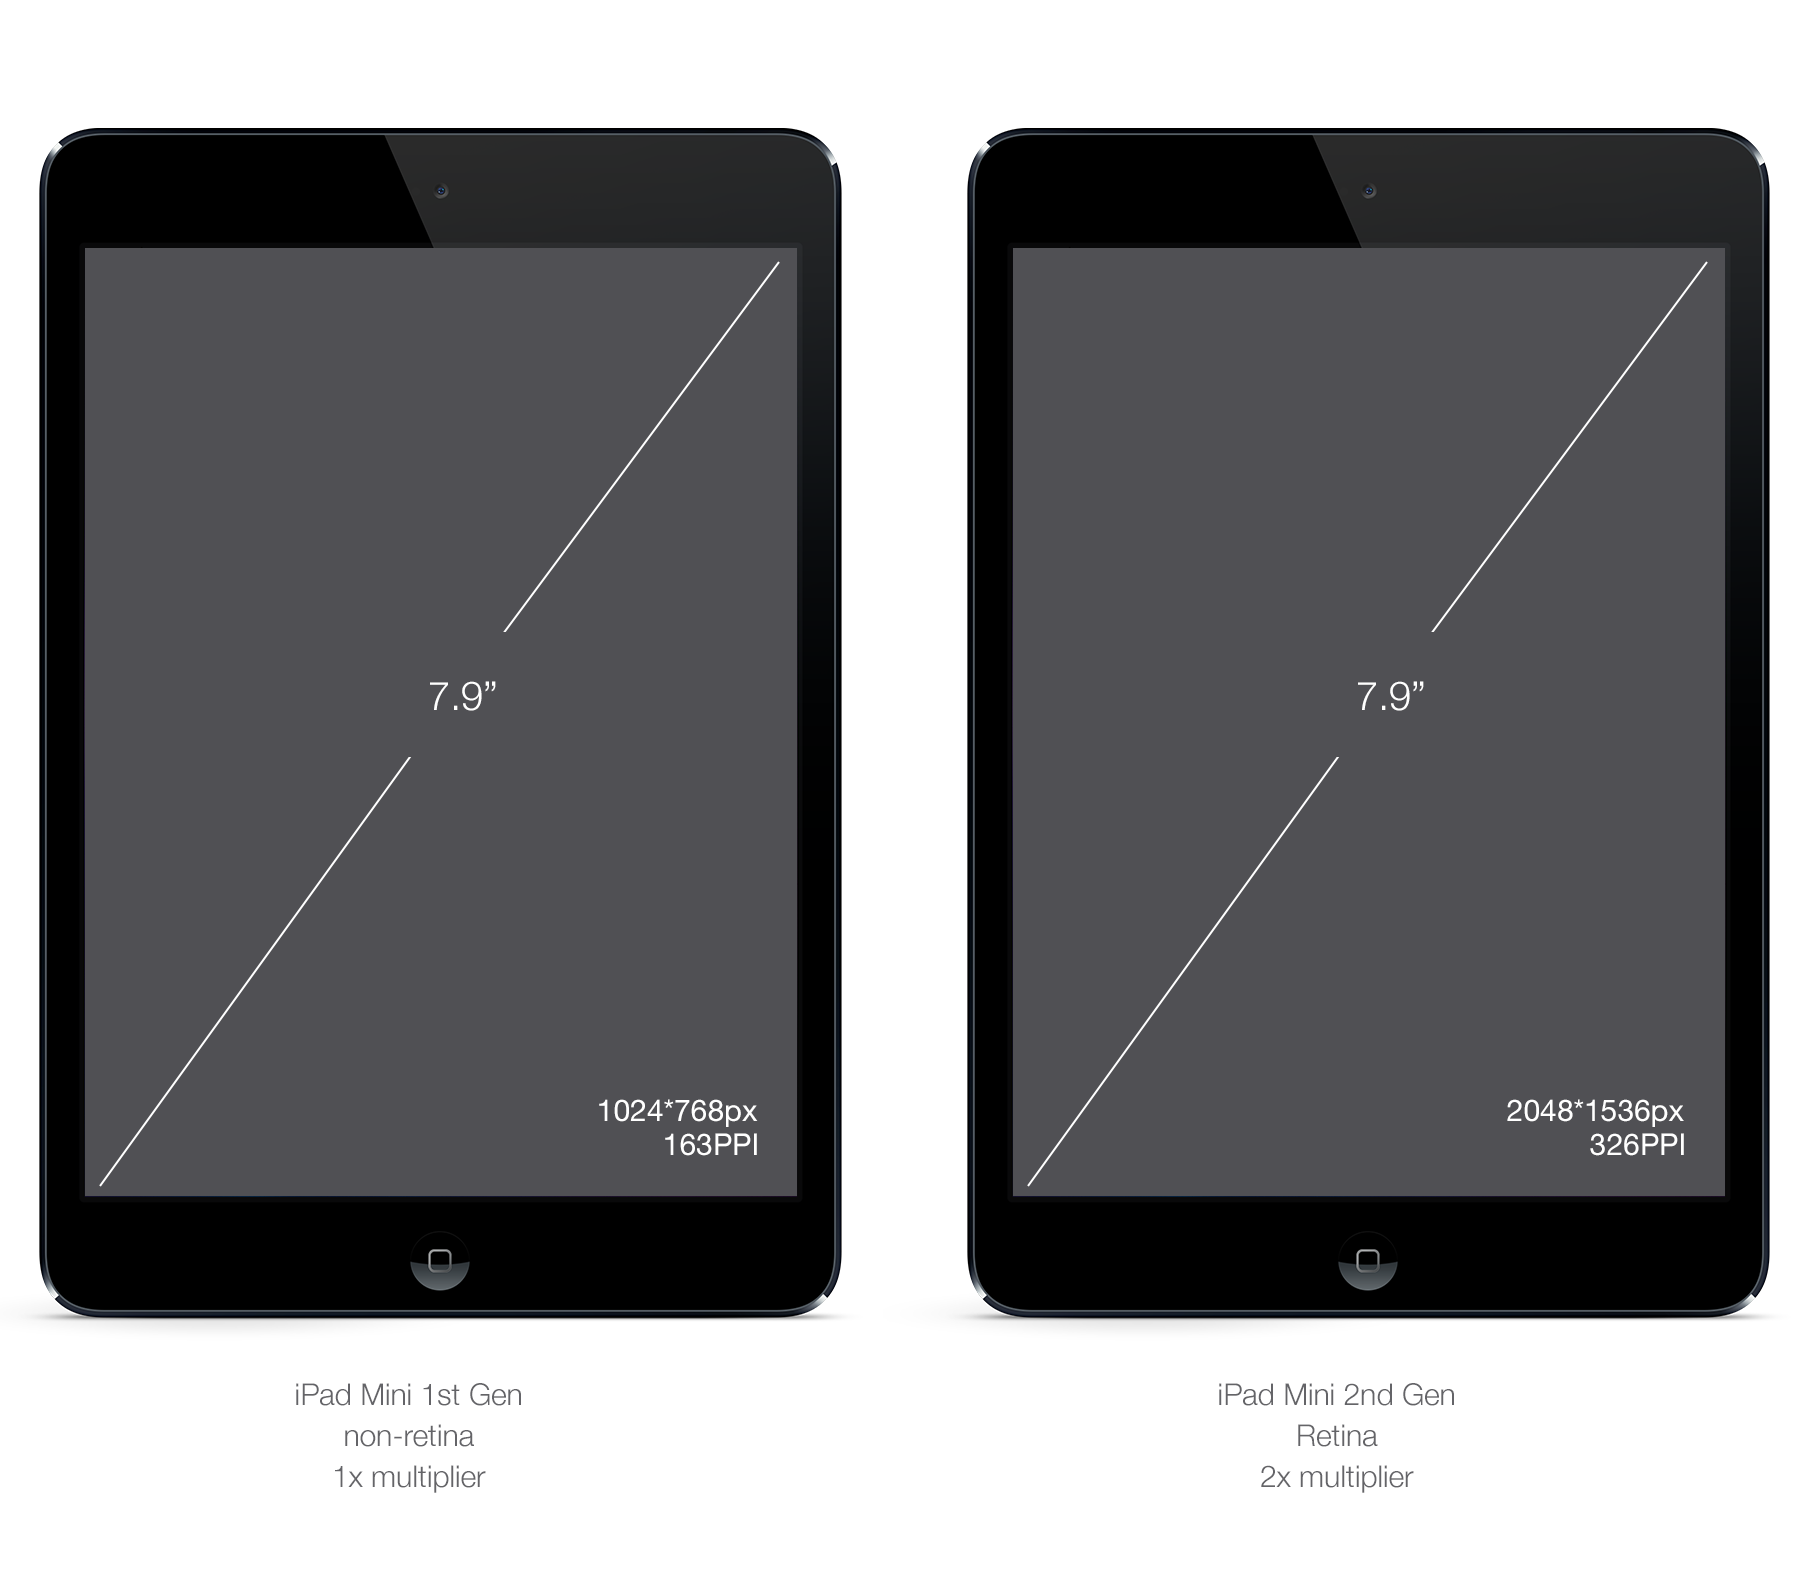 7.9”
1024*768px
163PPI
iPad Mini 1st Gen
non-retina
1x multiplier
7.9”
2048*1536px
326PPI
iPad Mini 2nd Gen
Retina
2x multiplier